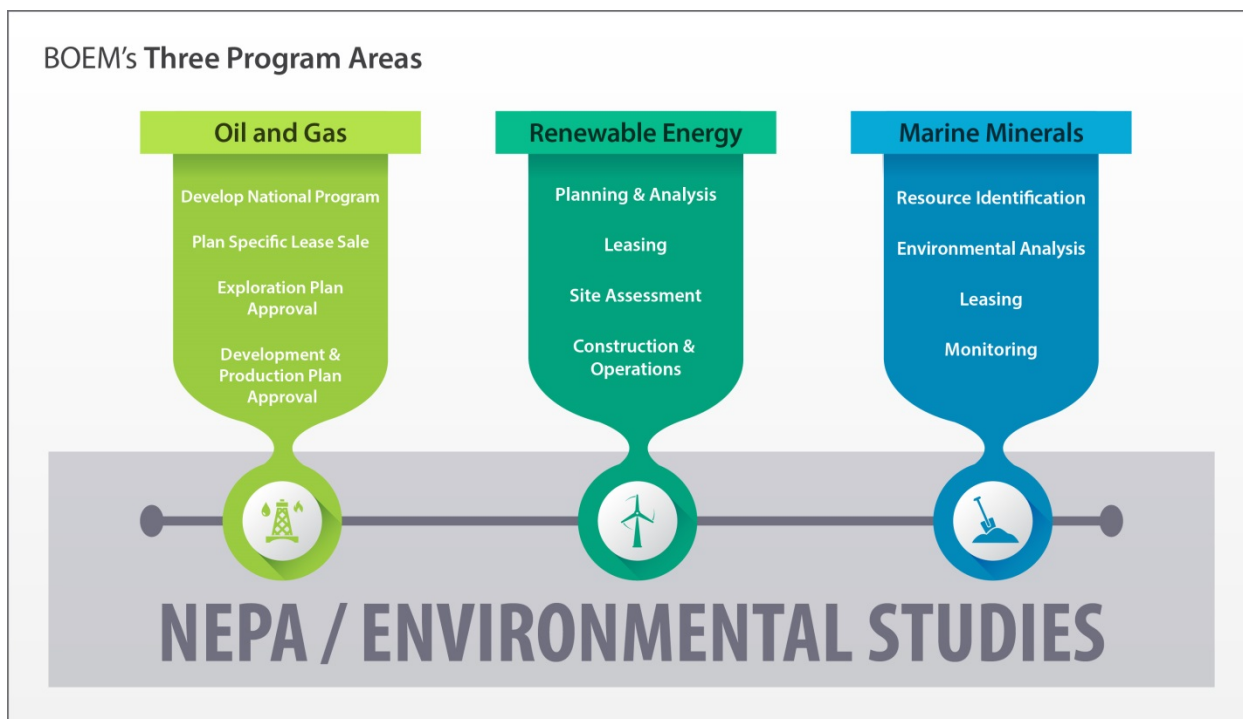 BOEM's Three Program Areas
Oil and Gas
Develop National Program
Plan Specific Lease Sale
Exploration Plan
Approval
Development &
Production Plan
Approval
Renewable Energy
Planning & Analysis
Leasing
Site Assessment
Construction &
Operations
Marine Minerals
Resource Identification
Environmental Analysis
Leasing
Monitoring
NEPA / ENVIRONMENTAL STUDIES